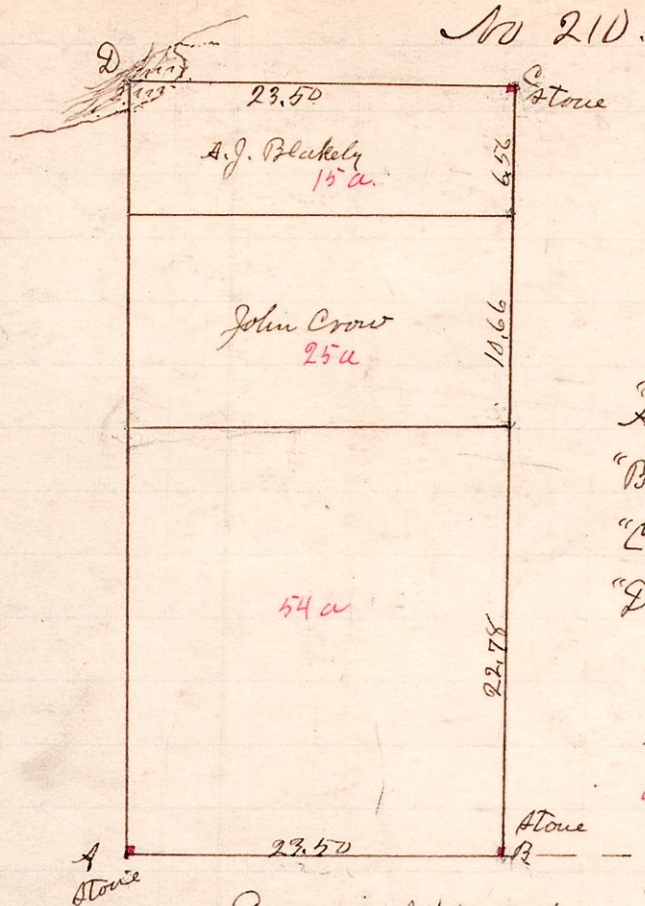 No 210.
D
C
23.50
Stone
A. J. Blakely
15 a.
6.56
John Crow
25 a
10.66
"B
"C
"D
54 a
22.78
Stone
A
23.50
B
Stone